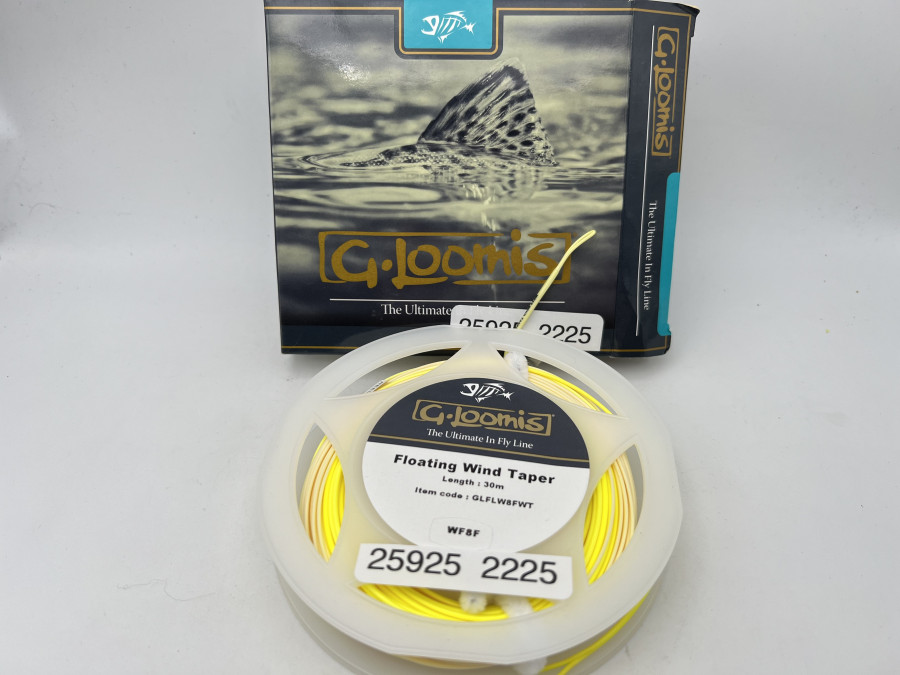 G.Loomis
The Ultimate
25925 2225
G.Loomis
The Ultimate In Fly Line
G.Loomis®
The Ultimate In Fly Line
Floating Wind Taper
Length : 30m
Item code : GLFLW8FWT
WF8F
25925 2225